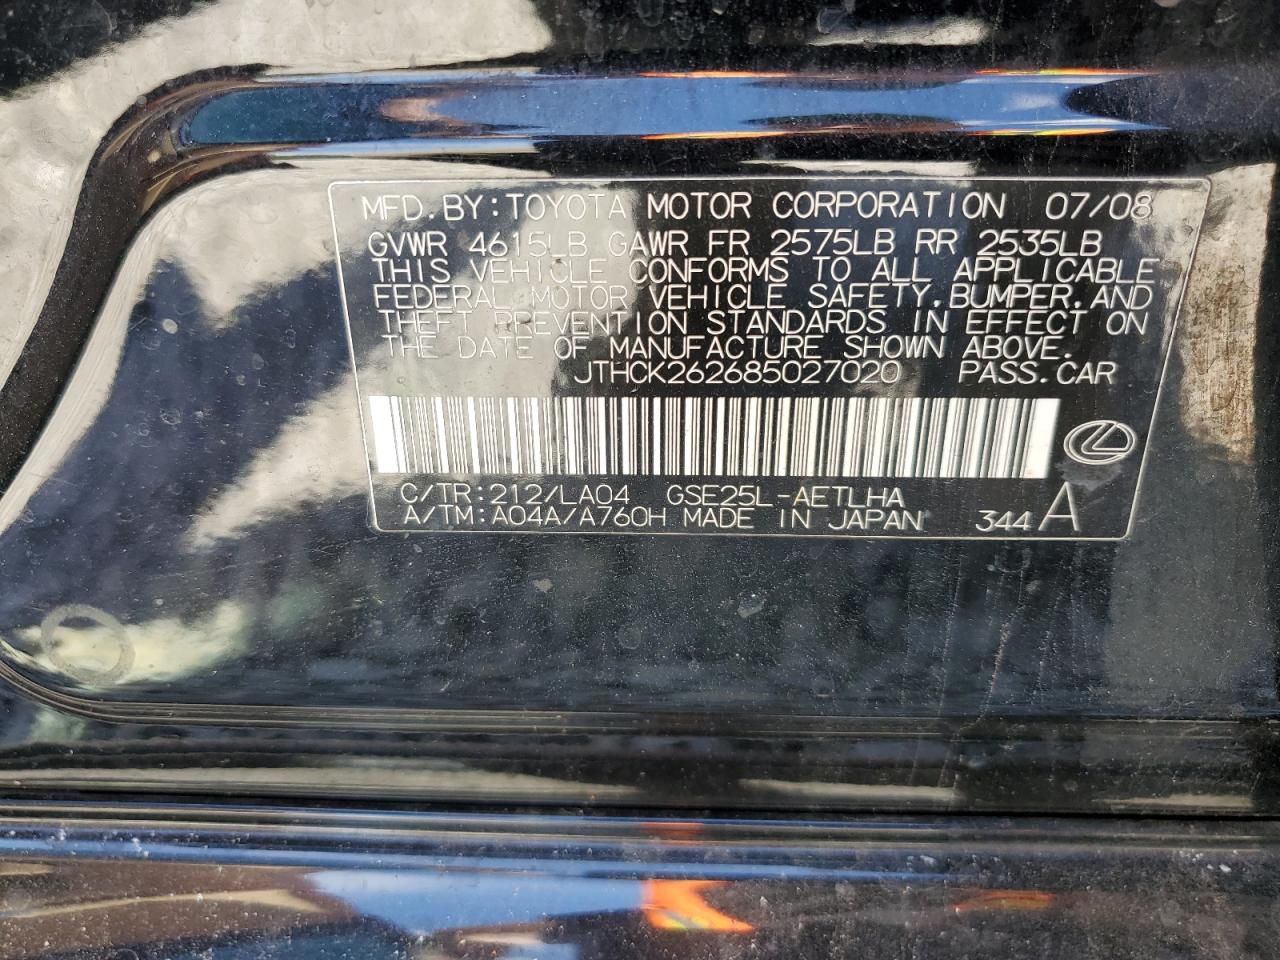 MFD.BY:TOYOTA MOTOR CORPORATION 07/08
GVWR 4615LB GAWR FR 2575LB RR 2535LB
THIS VEHICLE CONFORMS TO ALL APPLICABLE
FEDERAL MOTOR VEHICLE SAFETY,BUMPER,AND
THEFT PREVENTION STANDARDS IN EFFECT ON
THE DATE OF MANUFACTURE SHOWN ABOVE.
JTHCK262685027020 PASS.CAR
C/TR:212/LA04 GSE25L-AETLHA
A/TM:A04A/A760H MADE IN JAPAN 344 A